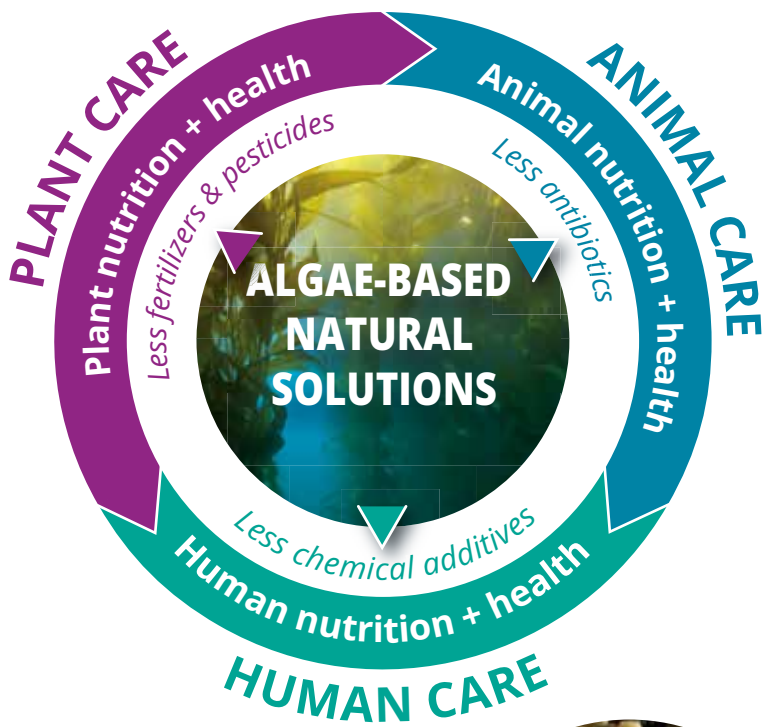 PLANT CARE
Plant nutrition + health
Less fertilizers & pesticides
ANIMAL CARE
Animal nutrition + health
Less antibiotics
ALGAE-BASED
NATURAL
SOLUTIONS
Less chemical additives
Human nutrition + health
HUMAN CARE